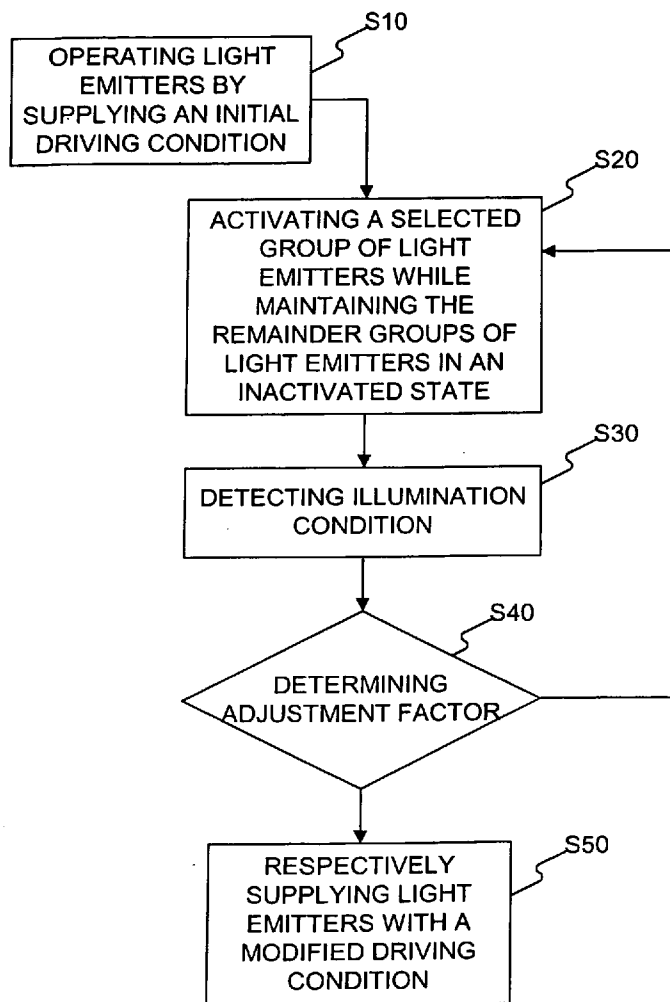 S10
OPERATING LIGHT
EMITTERS BY
SUPPLYING AN INITIAL
DRIVING CONDITION
S20
ACTIVATING A SELECTED
GROUP OF LIGHT
EMITTERS WHILE
MAINTAINING THE
REMAINDER GROUPS OF
LIGHT EMITTERS IN AN
INACTIVATED STATE
S30
DETECTING ILLUMINATION
CONDITION
S40
DETERMINING
ADJUSTMENT FACTOR
S50
RESPECTIVELY
SUPPLYING LIGHT
EMITTERS WITH A
MODIFIED DRIVING
CONDITION